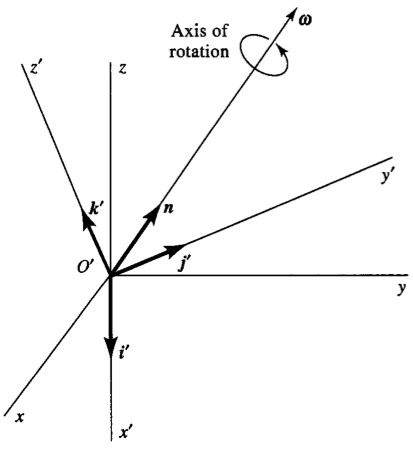 Axis of
rotation
ω
z′
z
y′
k′
n
O′
j′
y
i′
x
x′